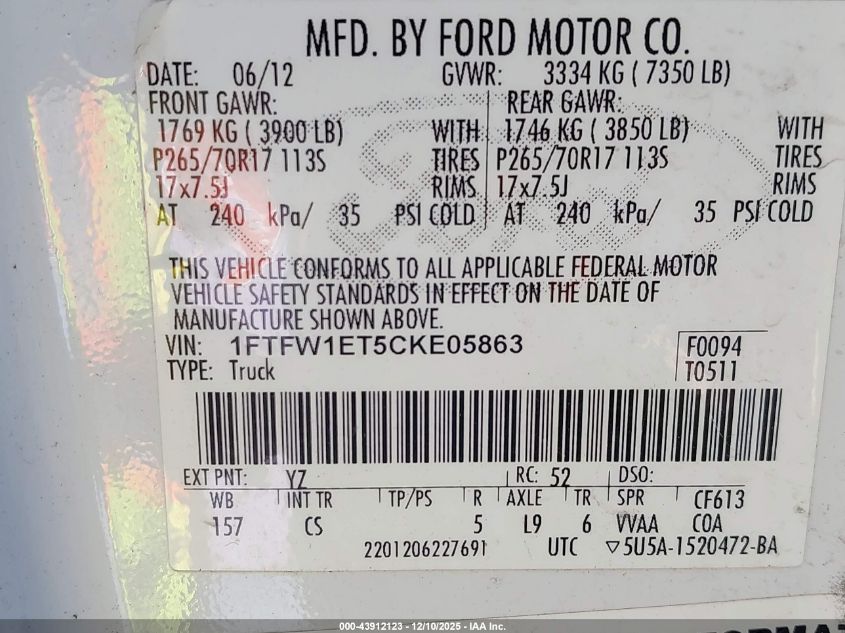 MFD. BY FORD MOTOR CO.
DATE: 06/12 GVWR: 3334 KG ( 7350 LB)
FRONT GAWR: REAR GAWR:
1769 KG ( 3900 LB) WITH 1746 KG ( 3850 LB) WITH
P265/70R17 113S TIRES P265/70R17 113S TIRES
17x7.5J RIMS 17x7.5J RIMS
AT 240 kPa/ 35 PSI COLD AT 240 kPa/ 35 PSI COLD
THIS VEHICLE CONFORMS TO ALL APPLICABLE FEDERAL MOTOR
VEHICLE SAFETY STANDARDS IN EFFECT ON THE DATE OF
MANUFACTURE SHOWN ABOVE.
VIN: 1FTFW1ET5CKE05863 F0094
TYPE: Truck T0511
EXT PNT: YZ RC: 52 DSO:
WB INT TR TP/PS R AXLE TR SPR CF613
157 CS 5 L9 6 VVAA COA
2201206227691 UTC ▽5U5A-1520472-BA
000-43912123 - 12/10/2025 - IAA Inc.